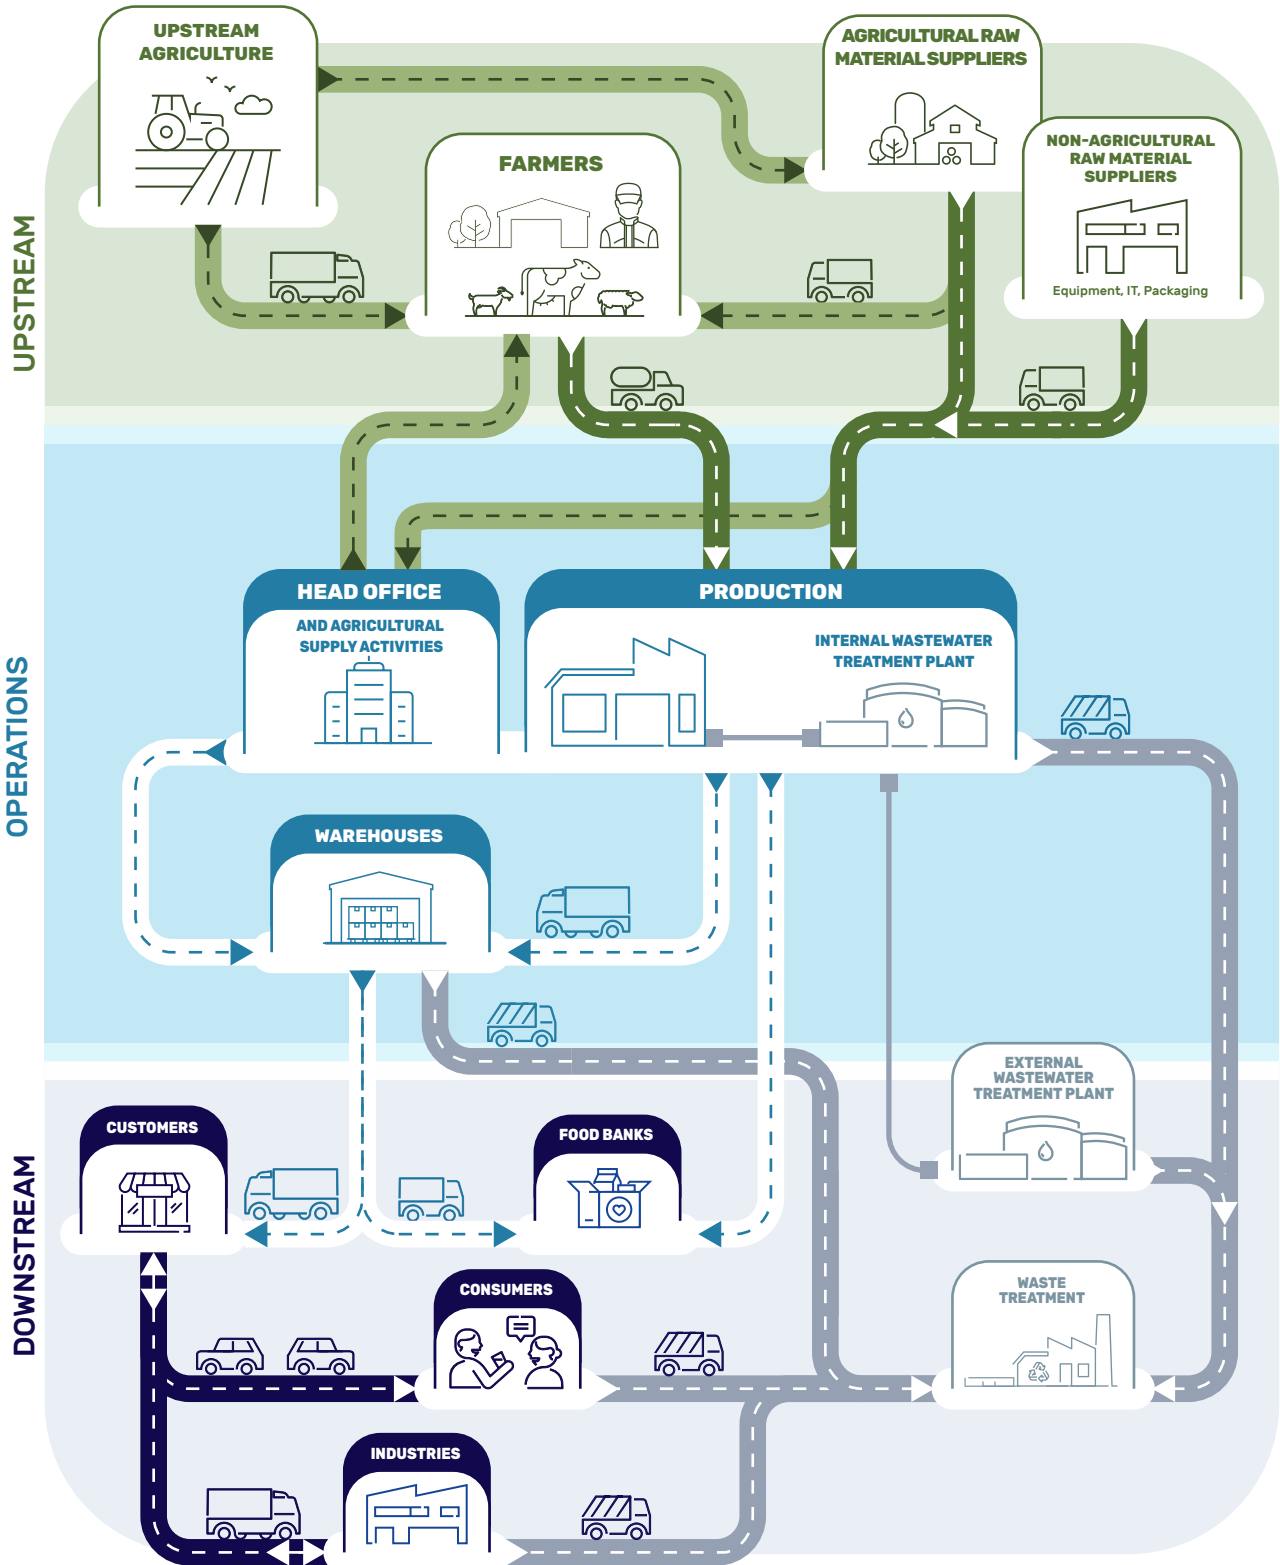 UPSTREAM
AGRICULTURE
AGRICULTURAL RAW
MATERIAL SUPPLIERS
NON-AGRICULTURAL
RAW MATERIAL
SUPPLIERS
Equipment, IT, Packaging
FARMERS
UPSTREAM
HEAD OFFICE
AND AGRICULTURAL
SUPPLY ACTIVITIES
PRODUCTION
INTERNAL WASTEWATER
TREATMENT PLANT
OPERATIONS
WAREHOUSES
EXTERNAL
WASTEWATER
TREATMENT PLANT
CUSTOMERS
FOOD BANKS
DOWNSTREAM
CONSUMERS
WASTE
TREATMENT
INDUSTRIES